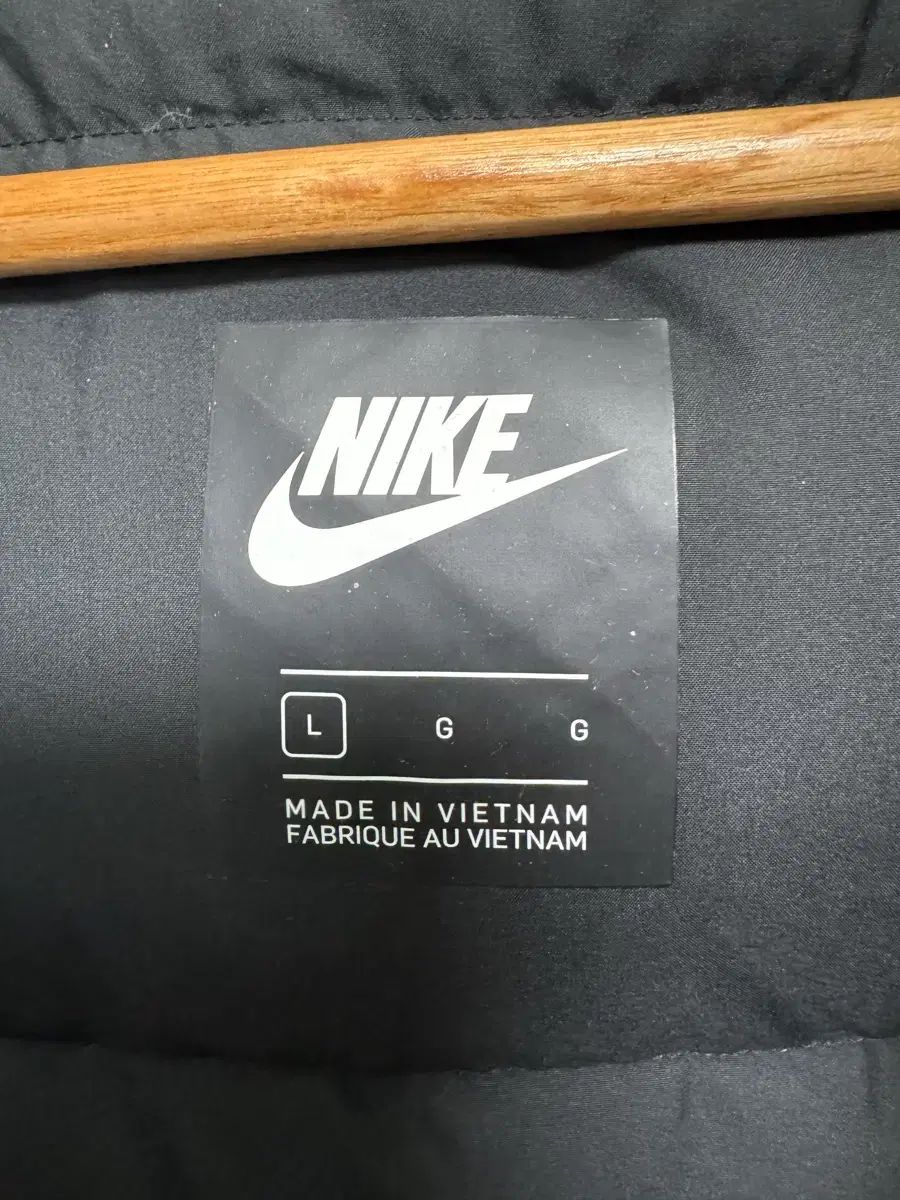 NIKE
L G G
MADE IN VIETNAM
FABRIQUE AU VIETNAM